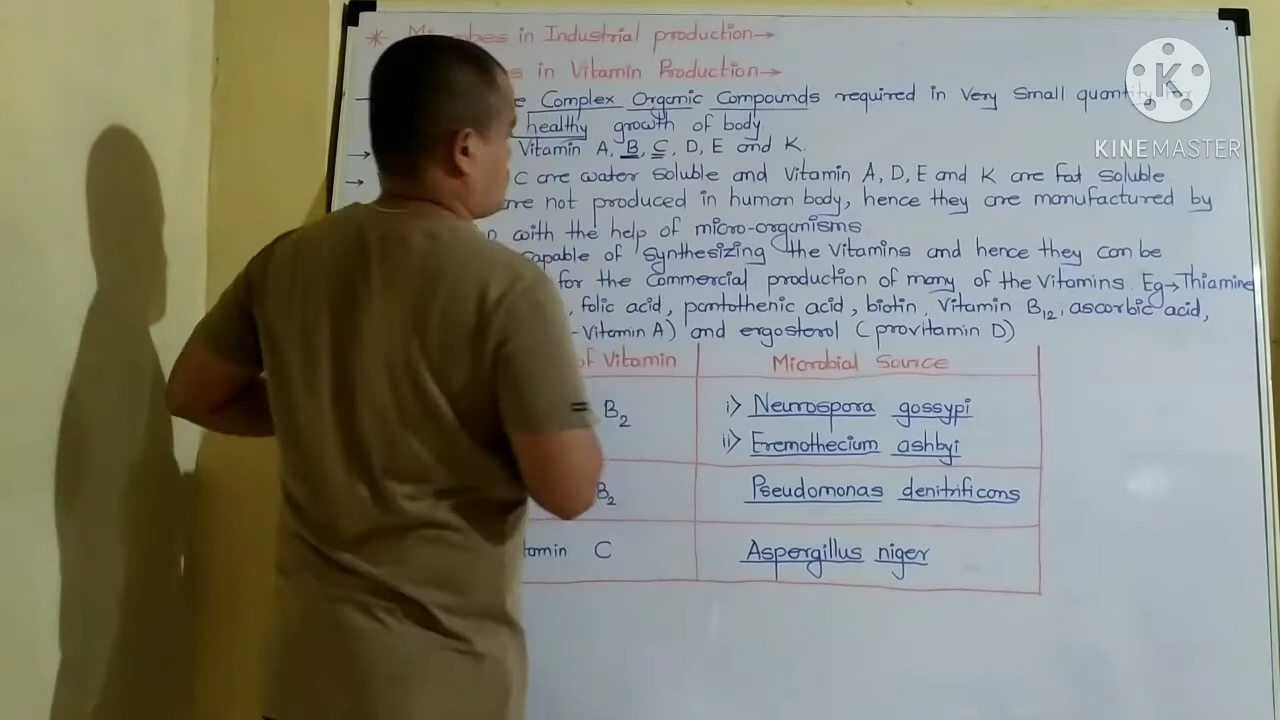 * Microbes in Industrial production→
in Vitamin Production→
Complex Organic Compounds required in very small quantity for
healthy growth of body
→ Vitamin A, B, C, D, E and K.
→ C are water soluble and vitamin A, D, E and K are fat soluble
are not produced in human body, hence they are manufactured by
with the help of micro-organisms
capable of synthesizing the vitamins and hence they can be
for the commercial production of many of the vitamins. Eg→Thiamine
, folic acid, pantothenic acid, biotin, Vitamin B12, ascorbic acid,
-Vitamin A) and ergosterol (provitamin D)
of Vitamin Microbial Source
B2 i) Neurospora gossypi
ii) Eremothecium ashbyi
B2 Pseudomonas denitrificans
C Aspergillus niger
K
KINEMASTER